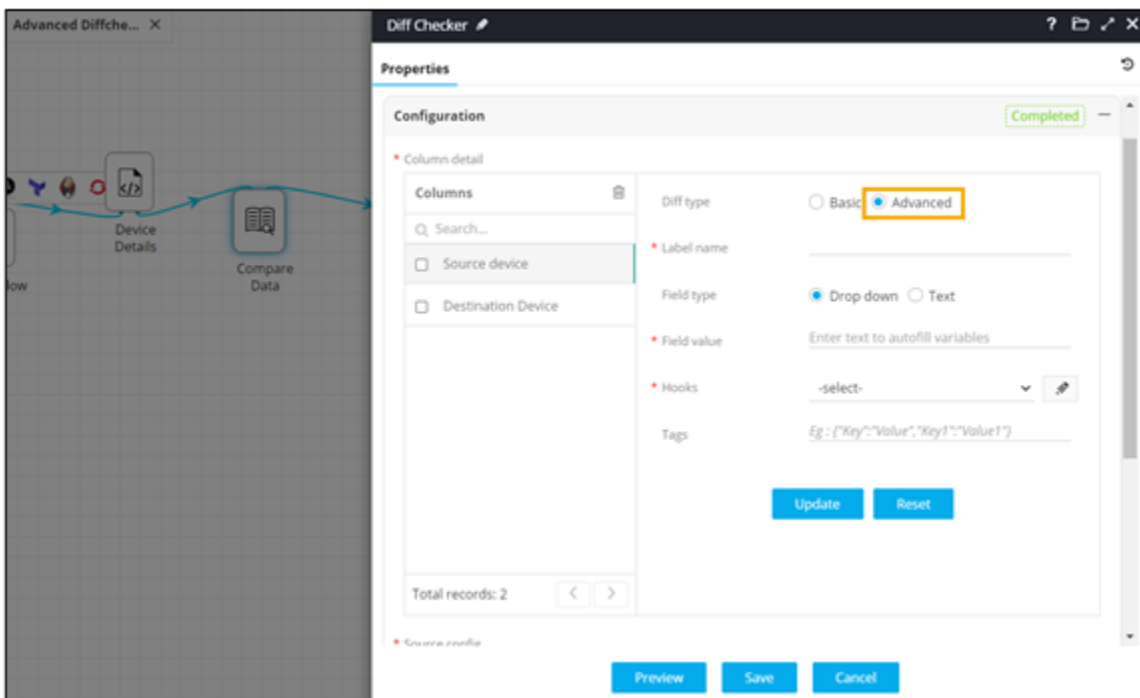 Advanced Diffche...
Diff Checker
?
Properties
Configuration
Completed
* Column detail
Columns
Search...
Source device
Destination Device
Total records: 2
Diff type
Basic
Advanced
* Label name
Field type
Drop down
Text
* Field value
Enter text to autofill variables
* Hooks
-select-
Tags
Eg : {"Key":"Value","Key1":"Value1"}
Update
Reset
* Source config
Preview
Save
Cancel
Device
Details
Compare
Data
low